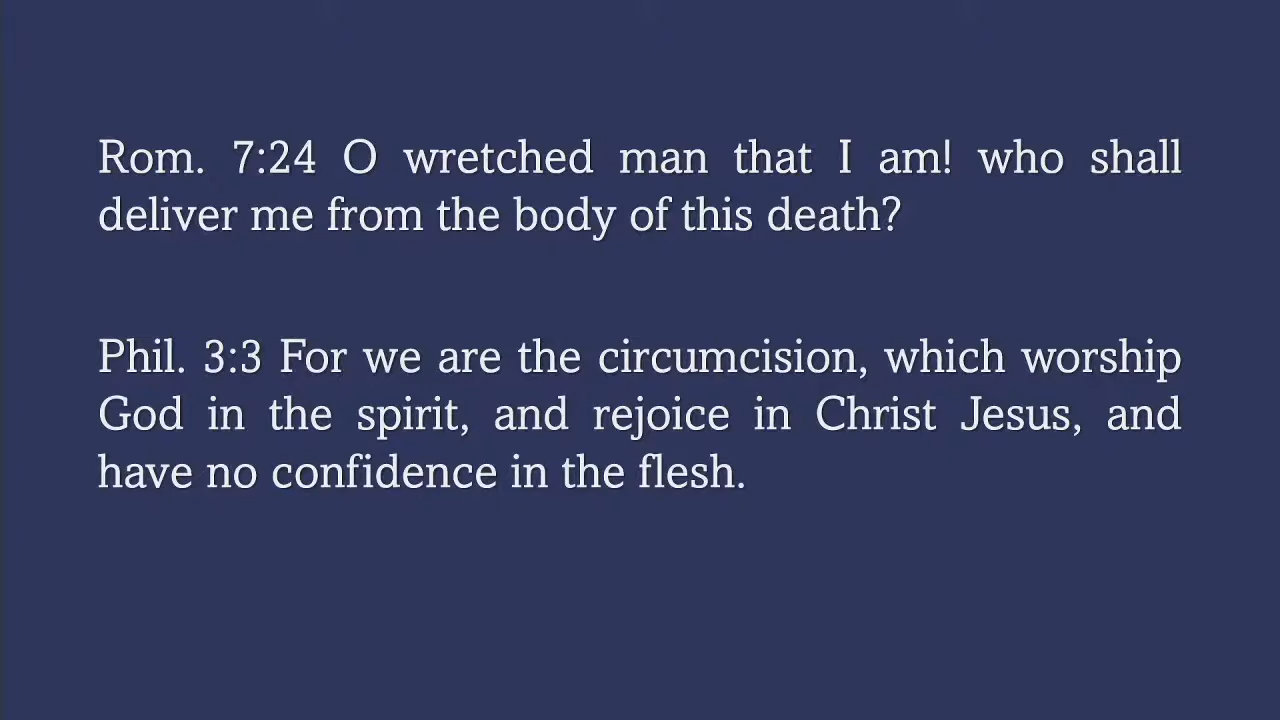 Rom. 7:24 O wretched man that I am! who shall
deliver me from the body of this death?
Phil. 3:3 For we are the circumcision, which worship
God in the spirit, and rejoice in Christ Jesus, and
have no confidence in the flesh.